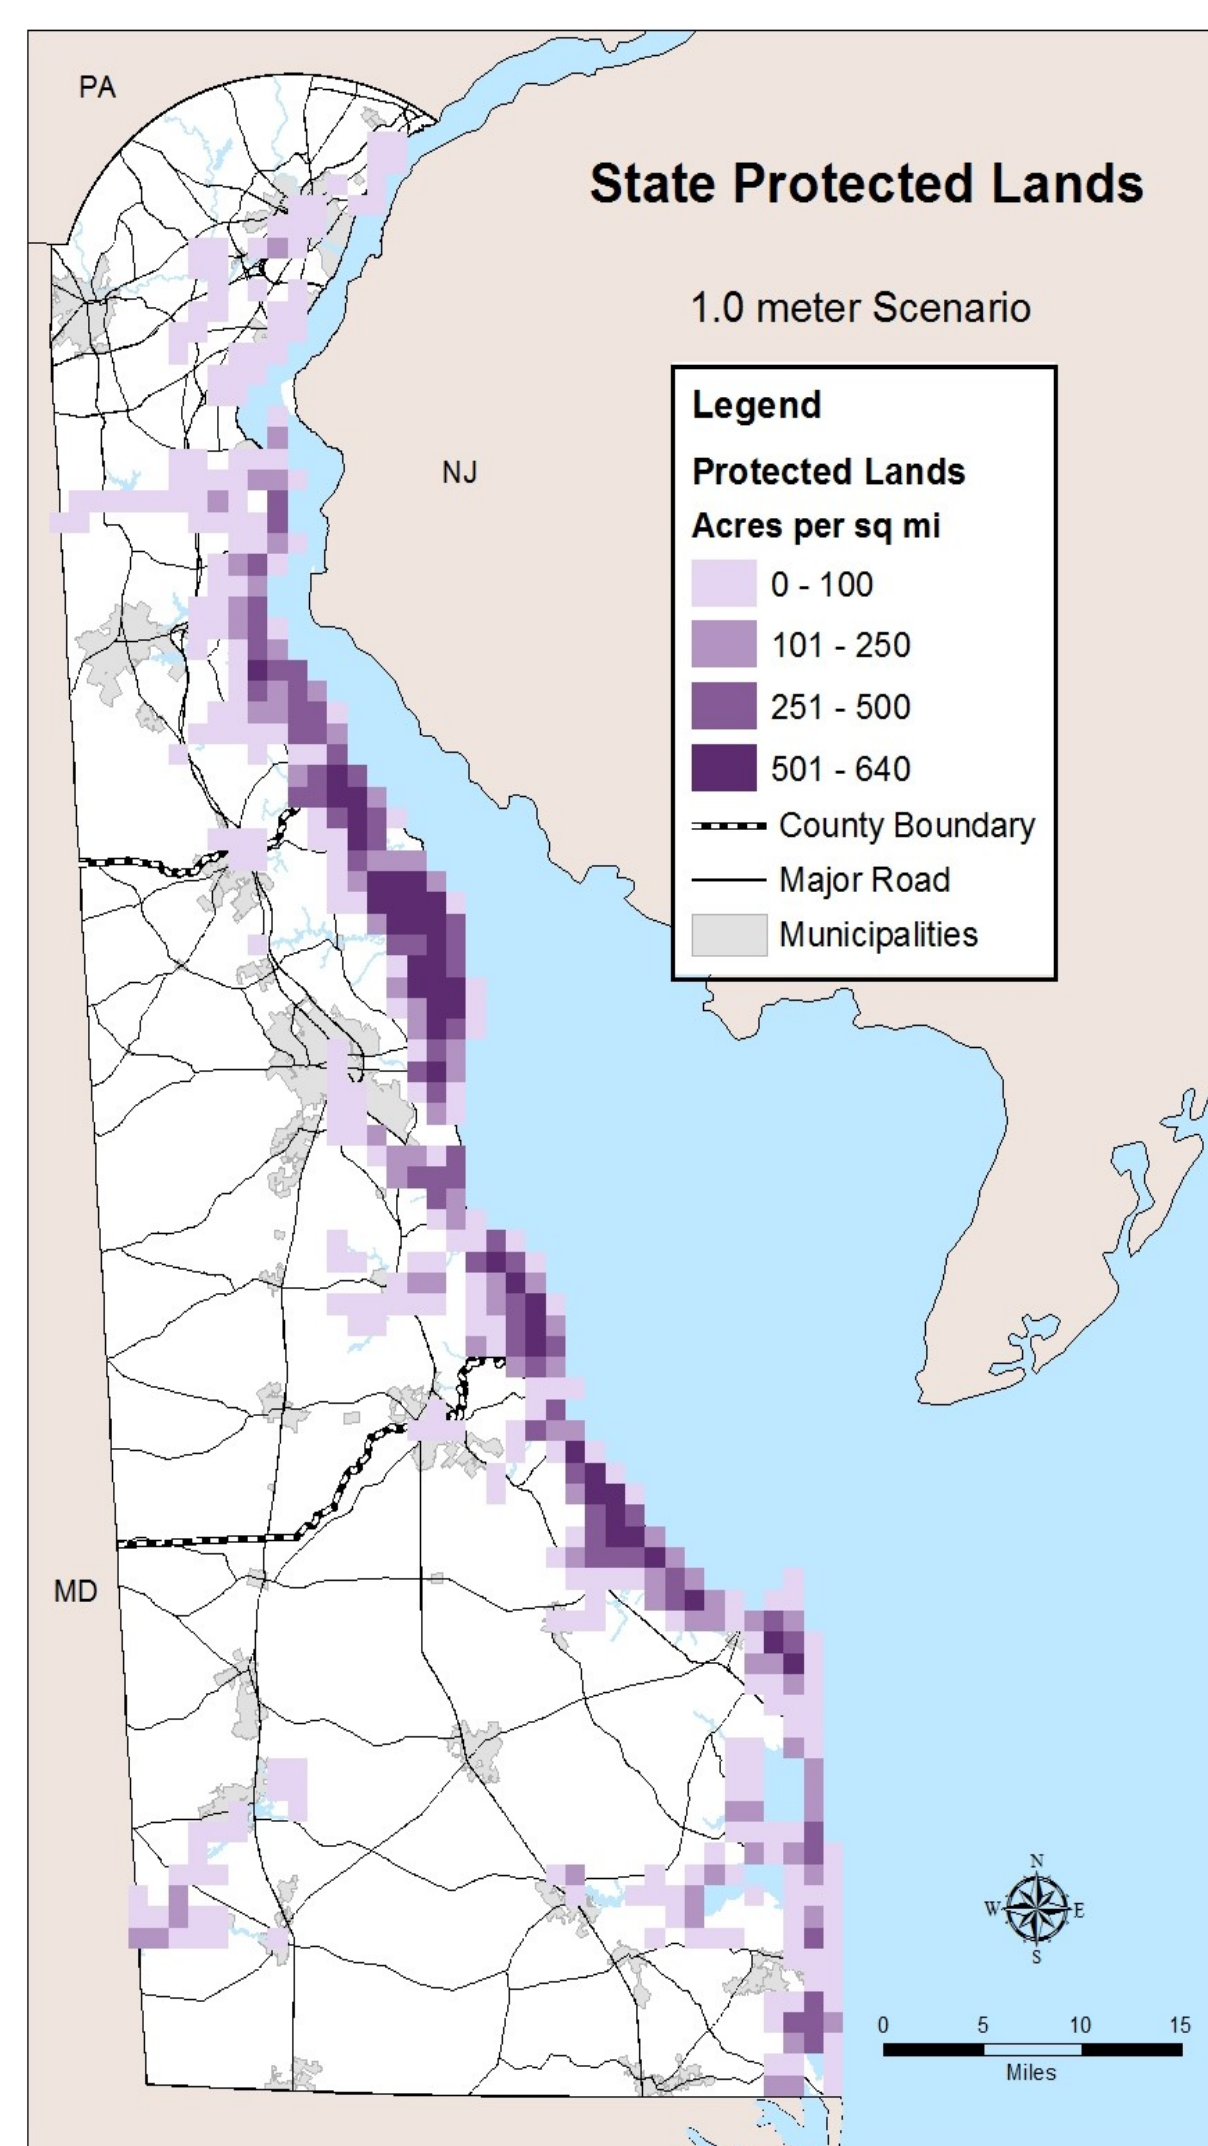 PA
State Protected Lands
1.0 meter Scenario
NJ
Legend
Protected Lands
Acres per sq mi
0 - 100
101 - 250
251 - 500
501 - 640
County Boundary
Major Road
Municipalities
MD
N
W E
S
0 5 10 15
Miles